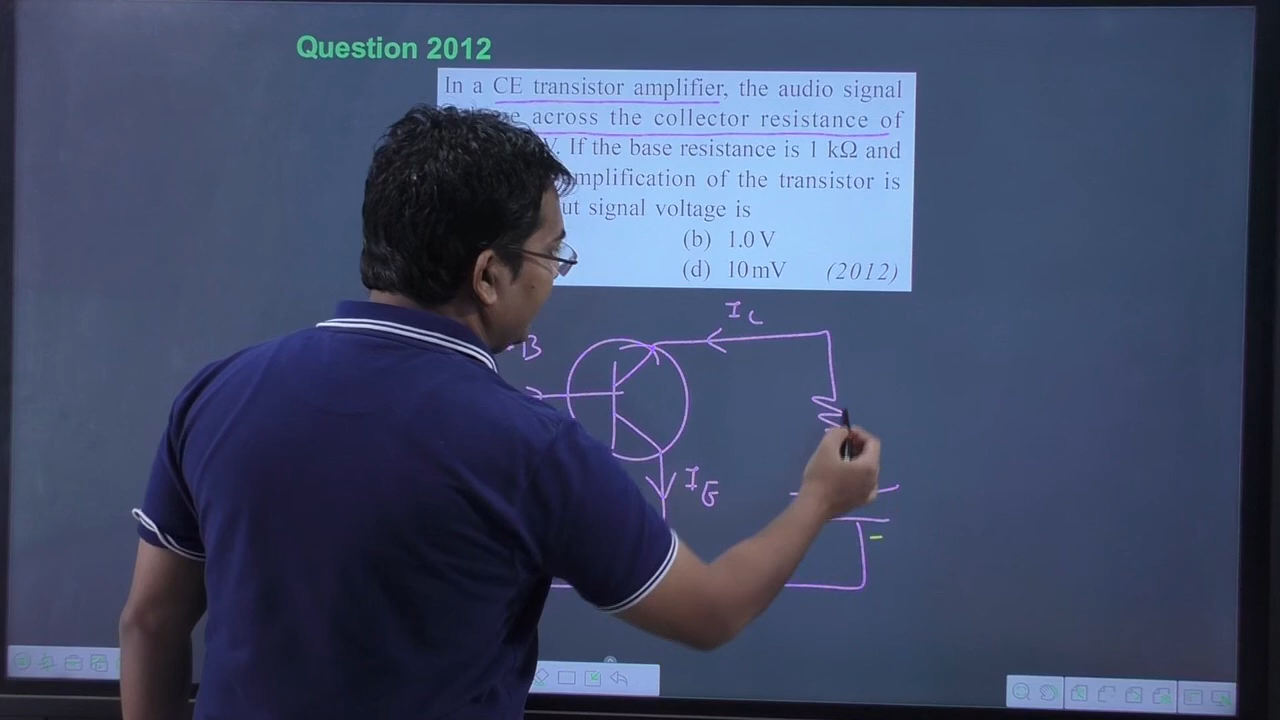 Question 2012
In a CE transistor amplifier, the audio signal
across the collector resistance of
V. If the base resistance is 1 kΩ and
mplification of the transistor is
ut signal voltage is
(b) 1.0 V
(d) 10 mV (2012)
I_C
B
I_E
-